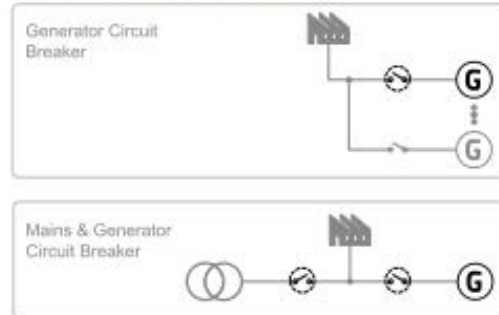 Generator Circuit
Breaker
G
G
Mains & Generator
Circuit Breaker
G